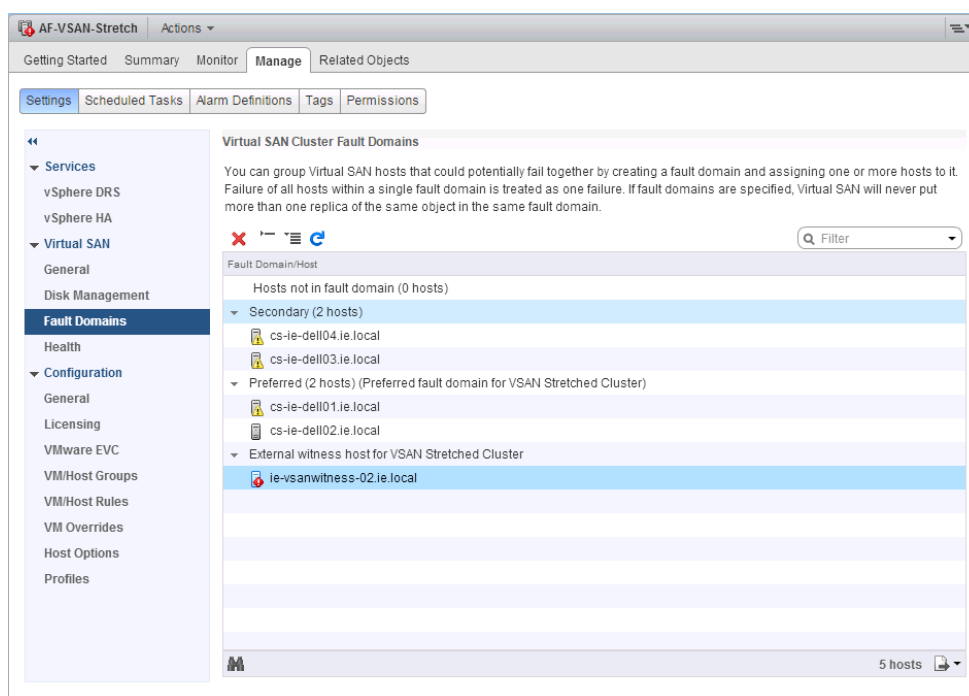 AF-VSAN-Stretch Actions
Getting Started Summary Monitor Manage Related Objects
Settings Scheduled Tasks Alarm Definitions Tags Permissions
Virtual SAN Cluster Fault Domains
Services
vSphere DRS
vSphere HA
Virtual SAN
General
Disk Management
Fault Domains
Health
Configuration
General
Licensing
VMware EVC
VM/Host Groups
VM/Host Rules
VM Overrides
Host Options
Profiles
You can group Virtual SAN hosts that could potentially fail together by creating a fault domain and assigning one or more hosts to it.
Failure of all hosts within a single fault domain is treated as one failure. If fault domains are specified, Virtual SAN will never put
more than one replica of the same object in the same fault domain.
Filter
Fault Domain/Host
Hosts not in fault domain (0 hosts)
Secondary (2 hosts)
cs-ie-dell04.ie.local
cs-ie-dell03.ie.local
Preferred (2 hosts) (Preferred fault domain for VSAN Stretched Cluster)
cs-ie-dell01.ie.local
cs-ie-dell02.ie.local
External witness host for VSAN Stretched Cluster
ie-vsanwitness-02.ie.local
5 hosts